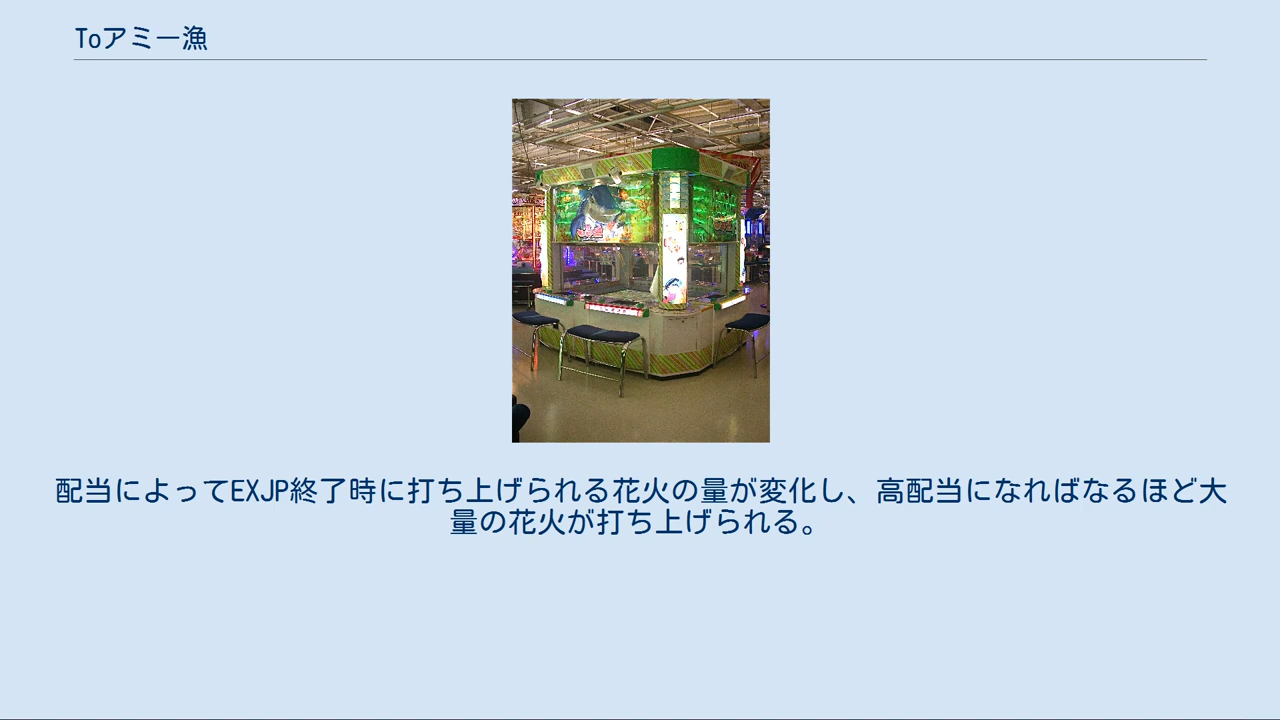 Toアミー漁
配当によってEXJP終了時に打ち上げられる花火の量が変化し、高配当になればなるほど大
量の花火が打ち上げられる。